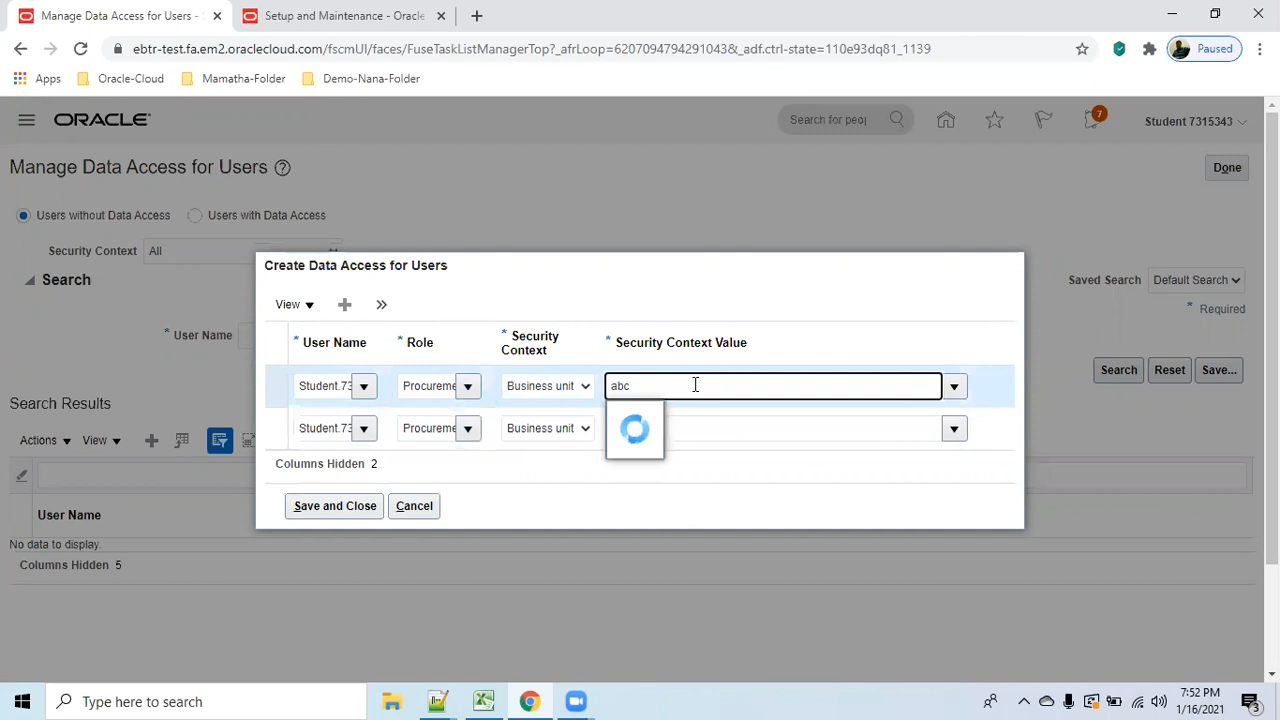 Manage Data Access for Users -
Setup and Maintenance - Oracle
ebtr-test.fa.em2.oraclecloud.com/fscmUI/faces/FuseTaskListManagerTop?_afrLoop=6207094794291043&_adf.ctrl-state=110e93dq81_1139
Paused
Apps
Oracle-Cloud
Mamatha-Folder
Demo-Nana-Folder
ORACLE
Search for peop
7
Student 7315343
Manage Data Access for Users
Done
Users without Data Access
Users with Data Access
Security Context
All
Search
Saved Search
Default Search
* Required
* User Name
Search
Reset
Save...
Search Results
Actions
View
User Name
No data to display.
Columns Hidden 5
Create Data Access for Users
View
* User Name
* Role
* Security Context
* Security Context Value
Student.73
Procureme
Business unit
abc
Student.73
Procureme
Business unit
Columns Hidden 2
Save and Close
Cancel
Type here to search
7:52 PM
1/16/2021
3